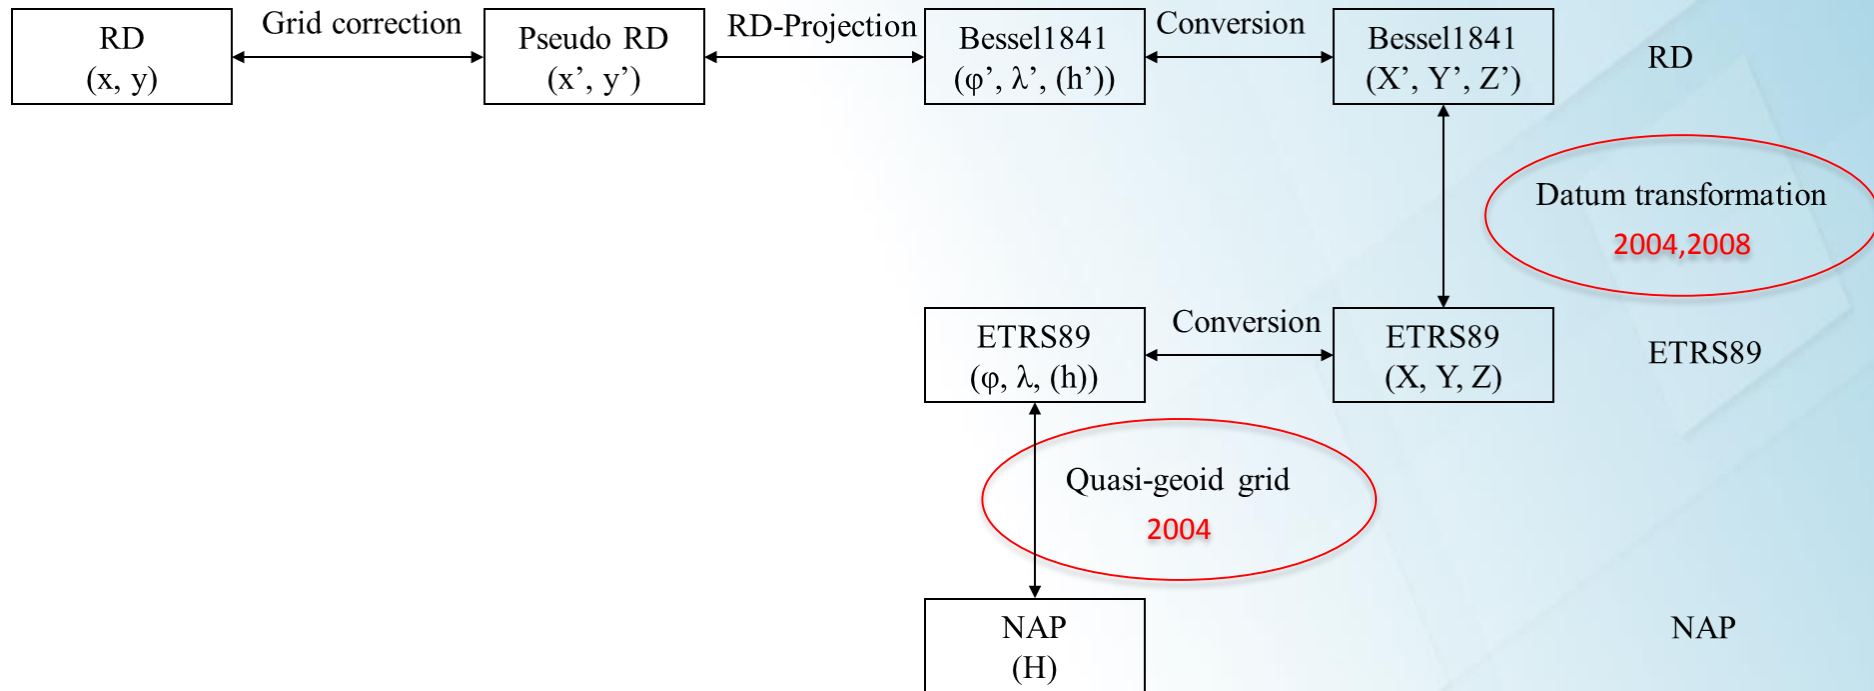 Grid correction
RD-Projection
Conversion
RD
(x, y)
Pseudo RD
(x’, y’)
Bessel1841
(φ’, λ’, (h’))
Bessel1841
(X’, Y’, Z’)
RD
Datum transformation
2004,2008
Conversion
ETRS89
(φ, λ, (h))
ETRS89
(X, Y, Z)
ETRS89
Quasi-geoid grid
2004
NAP
(H)
NAP